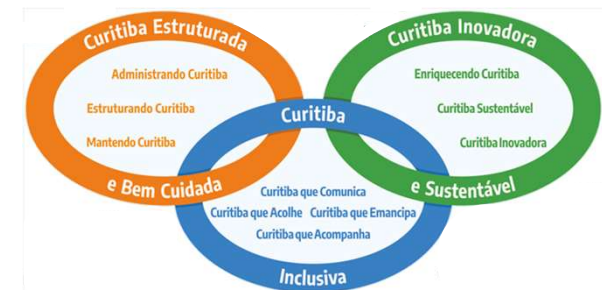 Curitiba Estruturada
Administrando Curitiba
Estruturando Curitiba
Mantendo Curitiba
e Bem Cuidada
Curitiba Inovadora
Enriquecendo Curitiba
Curitiba Sustentável
Curitiba Inovadora
e Sustentável
Curitiba
Curitiba que Comunica
Curitiba que Acolhe Curitiba que Emancipa
Curitiba que Acompanha
Inclusiva